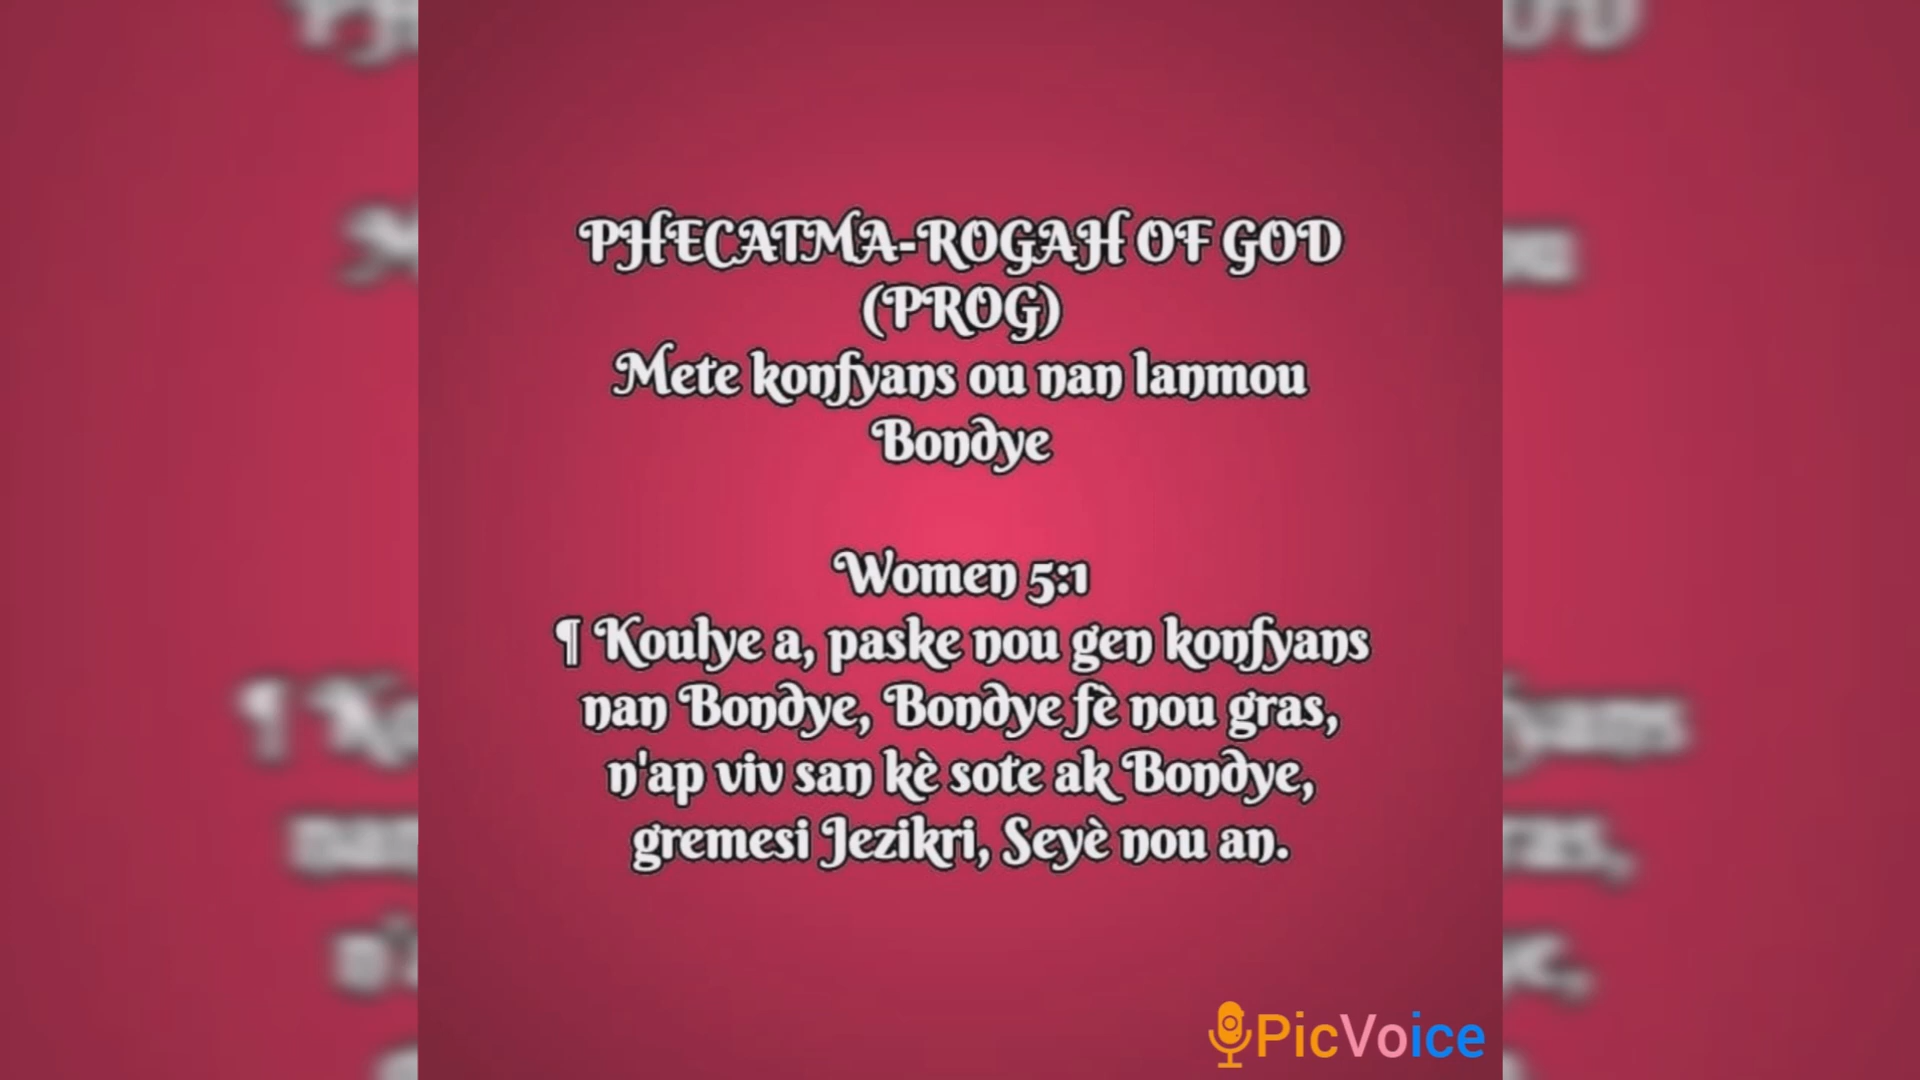 PHECATMA-ROGAH OF GOD
(PROG)
Mete konfyans ou nan lanmou
Bondye
Women 5:1
¶ Koulye a, paske nou gen konfyans
nan Bondye, Bondye fè nou gras,
n'ap viv san kè sote ak Bondye,
gremesi Jezikri, Seyè nou an.
PicVoice